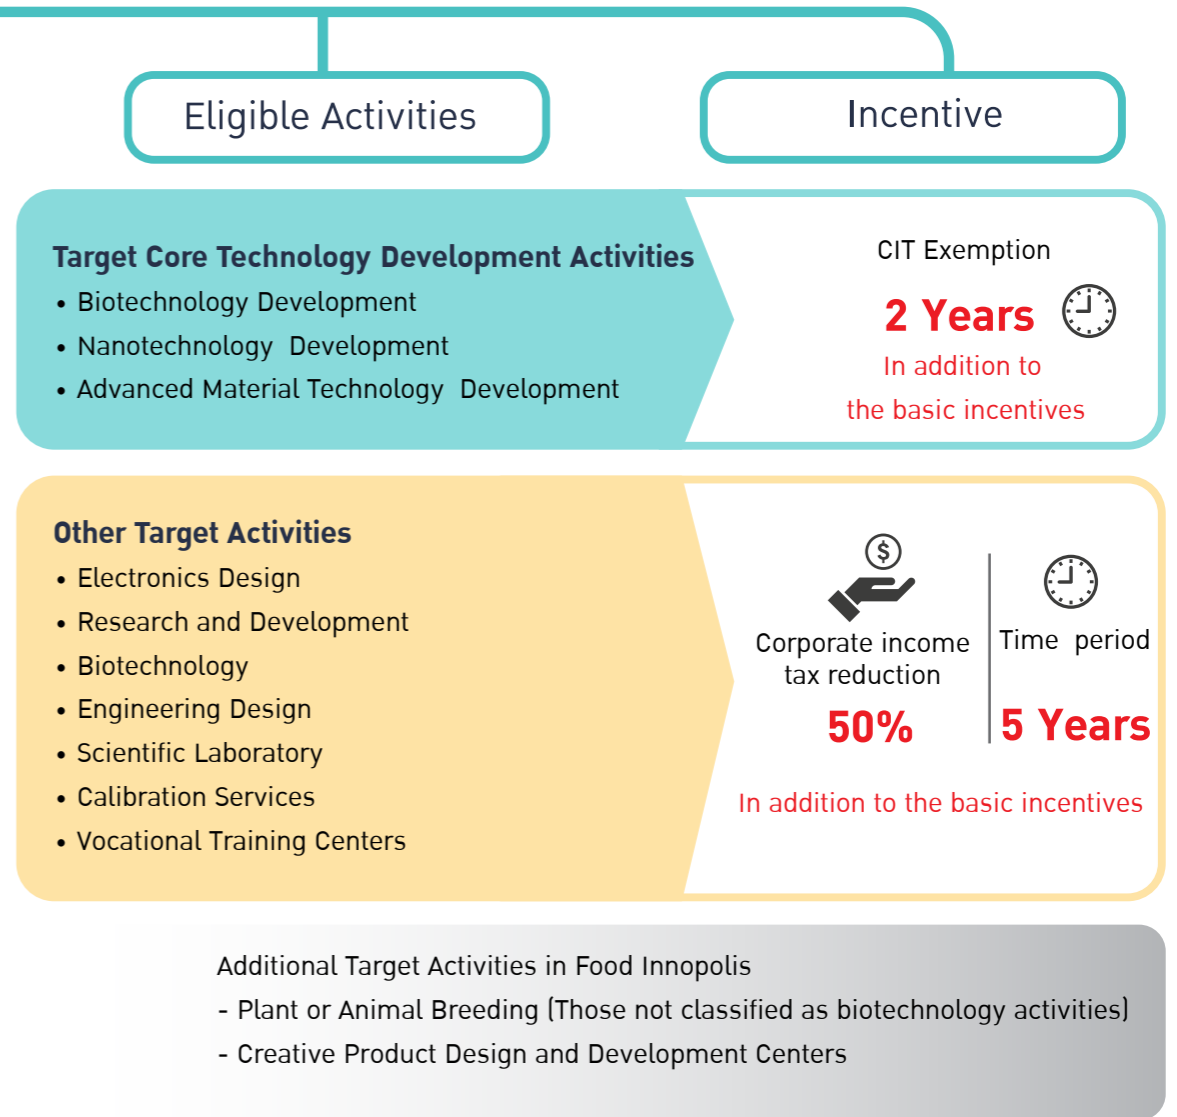 Eligible Activities
Incentive
Target Core Technology Development Activities
• Biotechnology Development
• Nanotechnology Development
• Advanced Material Technology Development
CIT Exemption
2 Years
In addition to
the basic incentives
Other Target Activities
• Electronics Design
• Research and Development
• Biotechnology
• Engineering Design
• Scientific Laboratory
• Calibration Services
• Vocational Training Centers
$
Corporate income
tax reduction
50%
Time period
5 Years
In addition to the basic incentives
Additional Target Activities in Food Innopolis
- Plant or Animal Breeding (Those not classified as biotechnology activities)
- Creative Product Design and Development Centers